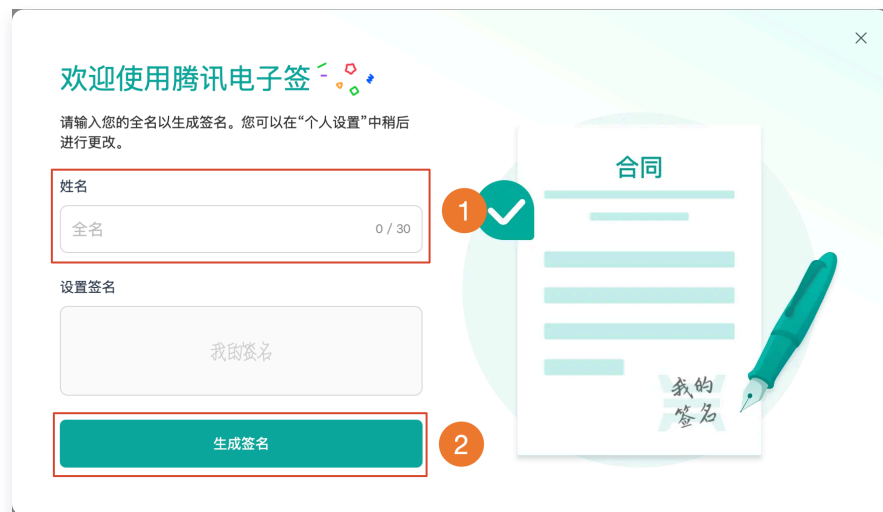 欢迎使用腾讯电子签
请输入您的全名以生成签名。您可以在“个人设置”中稍后
进行更改。
姓名
全名
0 / 30
1
设置签名
我的签名
生成签名
2
合同
我的
签名